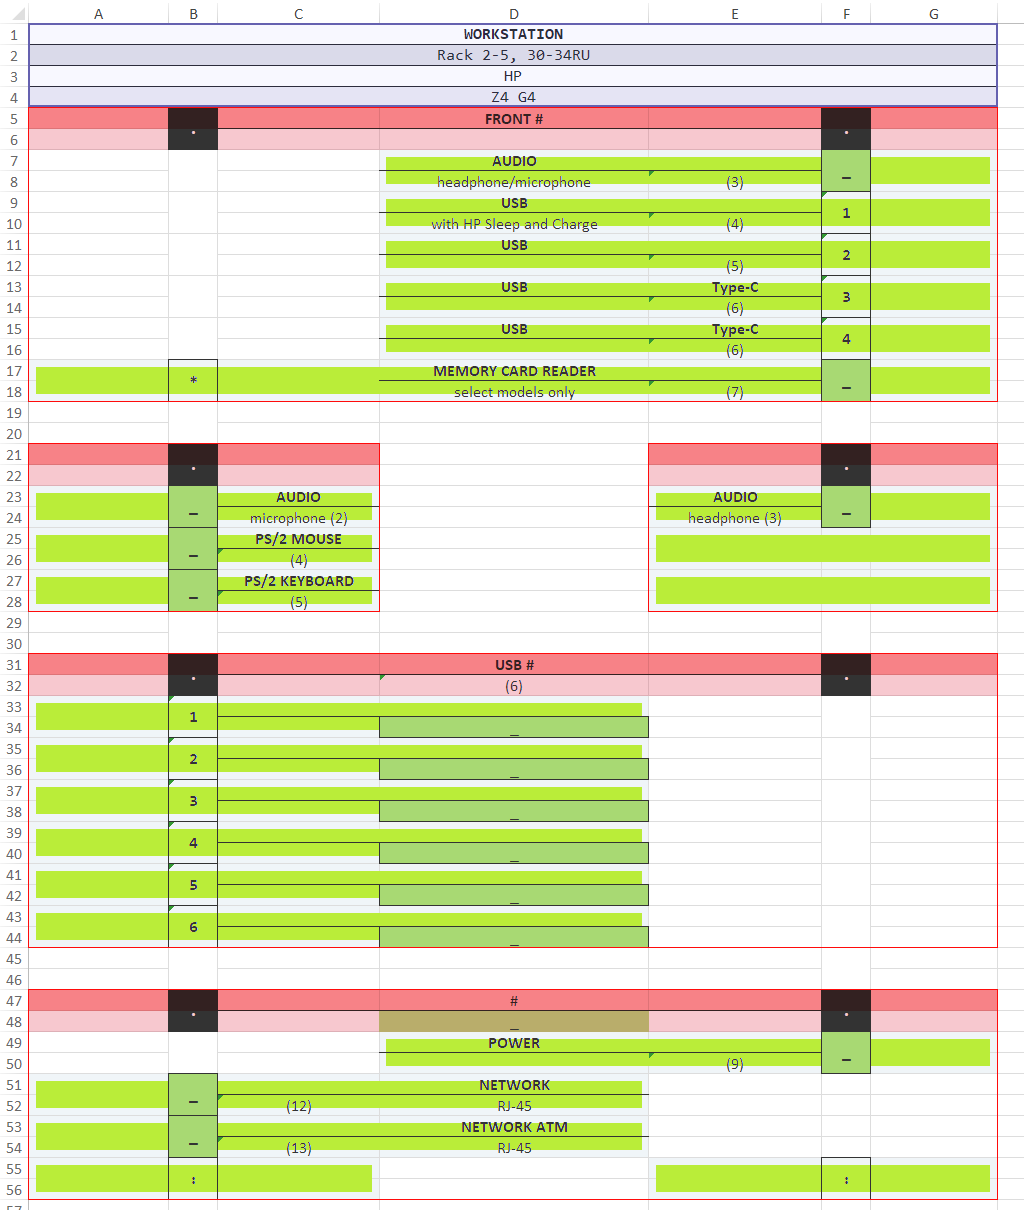 A B C D E F G
1 WORKSTATION
2 Rack 2-5, 30-34RU
3 HP
4 Z4 G4
5 FRONT #
6 . .
7 AUDIO
8 headphone/microphone (3) _
9 USB
10 with HP Sleep and Charge (4) 1
11 USB
12 (5) 2
13 USB Type-C
14 (6) 3
15 USB Type-C
16 (6) 4
17 * MEMORY CARD READER
18 select models only (7) _
19
20
21
22 . .
23 AUDIO AUDIO
24 _ microphone (2) headphone (3) _
25 PS/2 MOUSE
26 _ (4)
27 PS/2 KEYBOARD
28 _ (5)
29
30
31 USB #
32 . (6) .
33 1
34 _
35 2
36 _
37 3
38 _
39 4
40 _
41 5
42 _
43 6
44 _
45
46
47 #
48 . _ .
49 POWER
50 (9) _
51 NETWORK
52 _ (12) RJ-45
53 NETWORK ATM
54 _ (13) RJ-45
55 : :
56
57